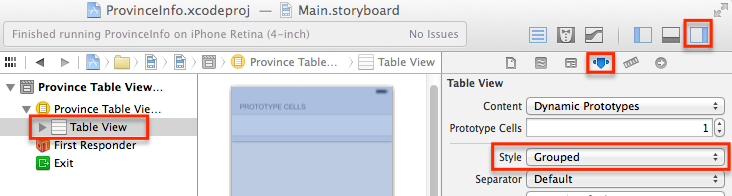 ProvinceInfo.xcodeproj — Main.storyboard
Finished running ProvinceInfo on iPhone Retina (4-inch) No Issues
Province T... Table View
Province Table View...
Province Table Vie...
Table View
First Responder
Exit
PROTOTYPE CELLS
Table View
Content Dynamic Prototypes
Prototype Cells 1
Style Grouped
Separator Default